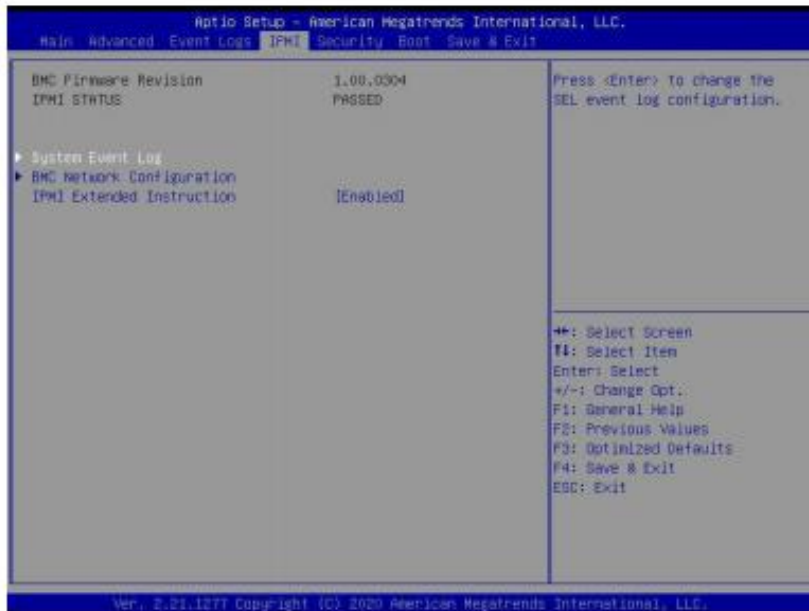 Aptio Setup - American Megatrends International, LLC.
Main Advanced Event Logs IPMI Security Boot Save & Exit
BMC Firmware Revision 1.00.0304
IPMI STATUS PASSED
System Event Log
BMC Network Configuration
IPMI Extended Instruction [Enabled]
Press <Enter> to change the
SEL event log configuration.
→←: Select Screen
↑↓: Select Item
Enter: Select
+/-: Change Opt.
F1: General Help
F2: Previous Values
F3: Optimized Defaults
F4: Save & Exit
ESC: Exit
Ver. 2.21.1277 Copyright (C) 2020 American Megatrends International, LLC.